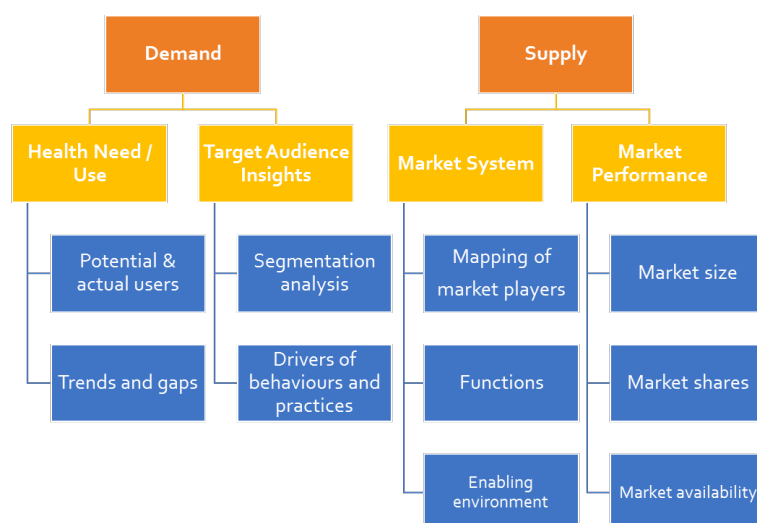 Demand
Supply
Health Need /
Use
Target Audience
Insights
Market System
Market
Performance
Potential &
actual users
Segmentation
analysis
Mapping of
market players
Market size
Trends and gaps
Drivers of
behaviours and
practices
Functions
Market shares
Enabling
environment
Market availability